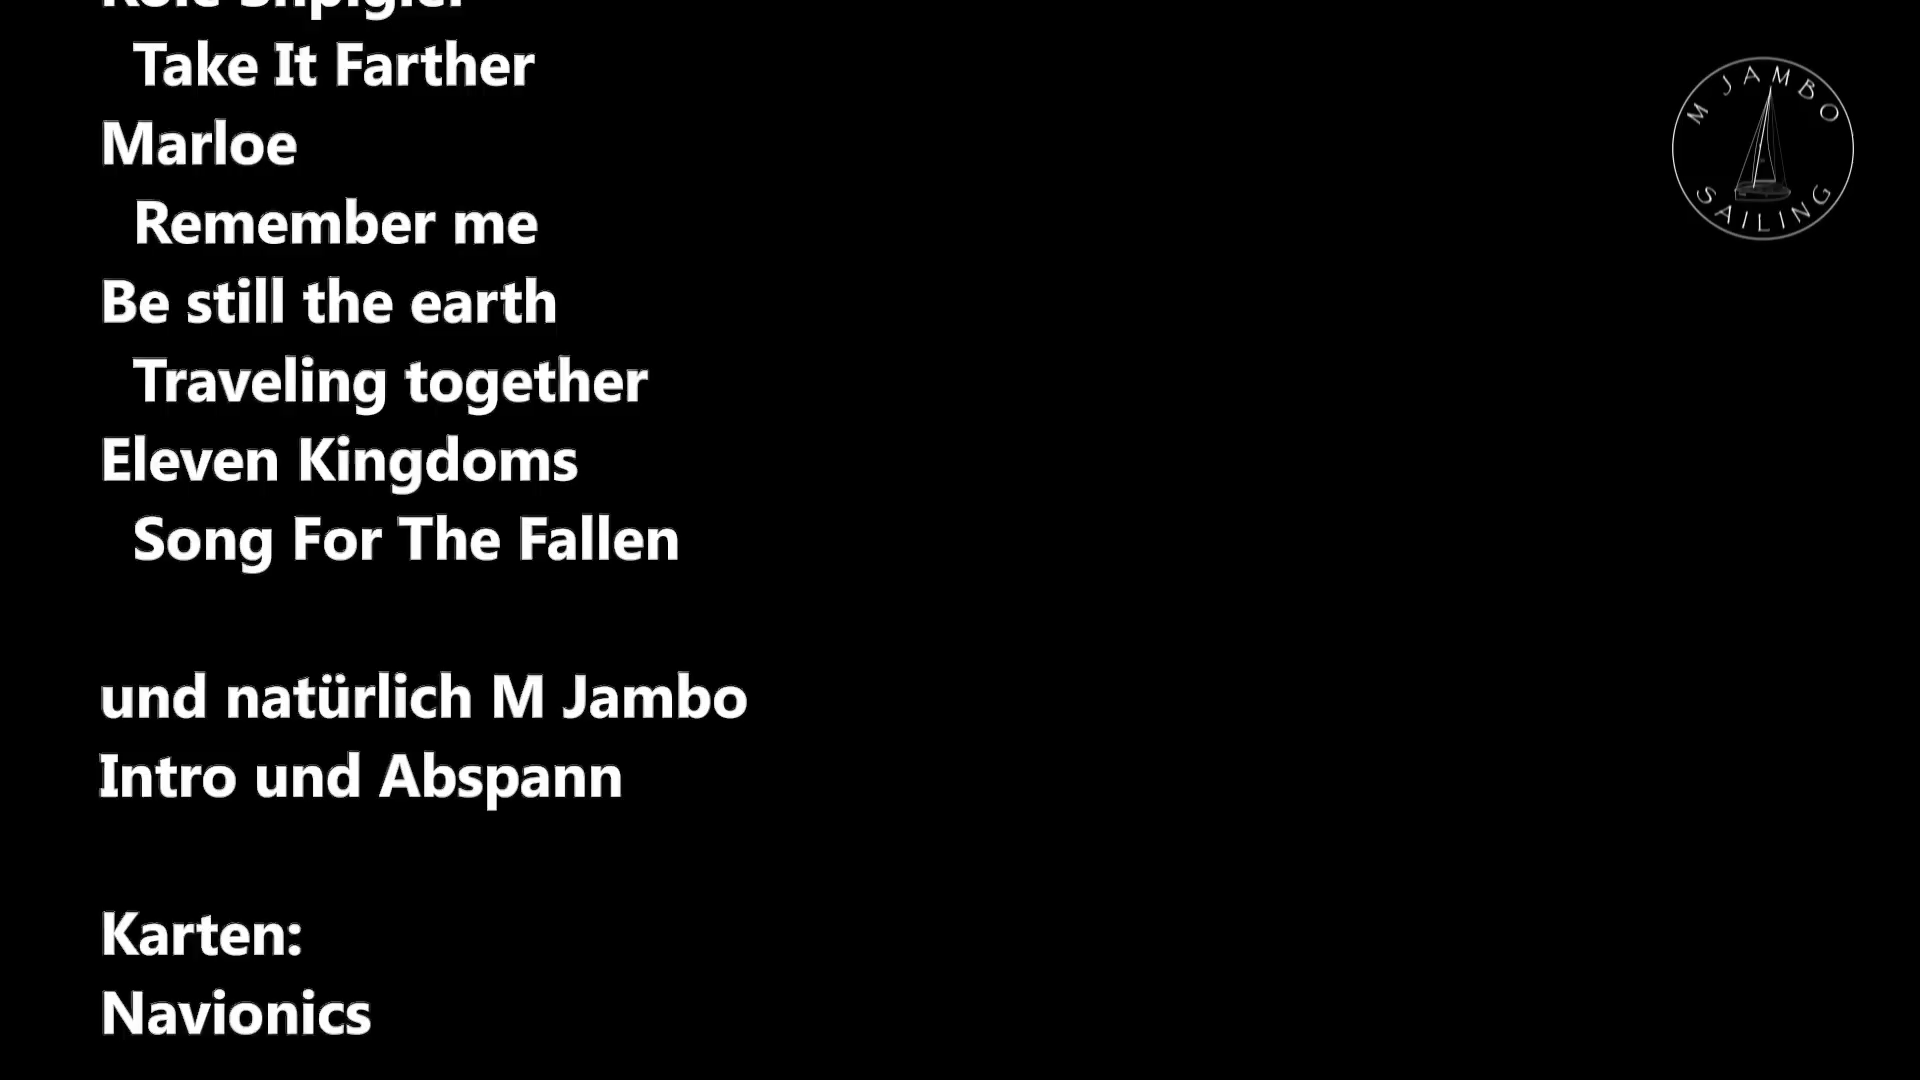 Take It Farther
Marloe
Remember me
Be still the earth
Traveling together
Eleven Kingdoms
Song For The Fallen
und natürlich M Jambo
Intro und Abspann
Karten:
Navionics
M JAMBO
SAILING